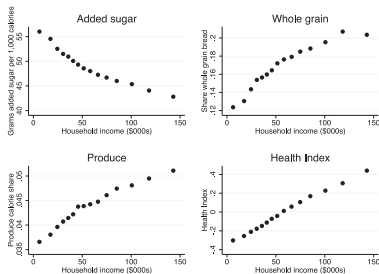 Added sugar
Grams added sugar per 1,000 calories
40 45 50 55 60
0 50 100 150
Household income ($000s)
Whole grain
Share whole grain bread
.12 .14 .16 .18 .2
0 50 100 150
Household income ($000s)
Produce
Produce calorie share
.035 .04 .045 .05
0 50 100 150
Household income ($000s)
Health Index
Health Index
-.4 -.2 0 .2 .4
0 50 100 150
Household income ($000s)